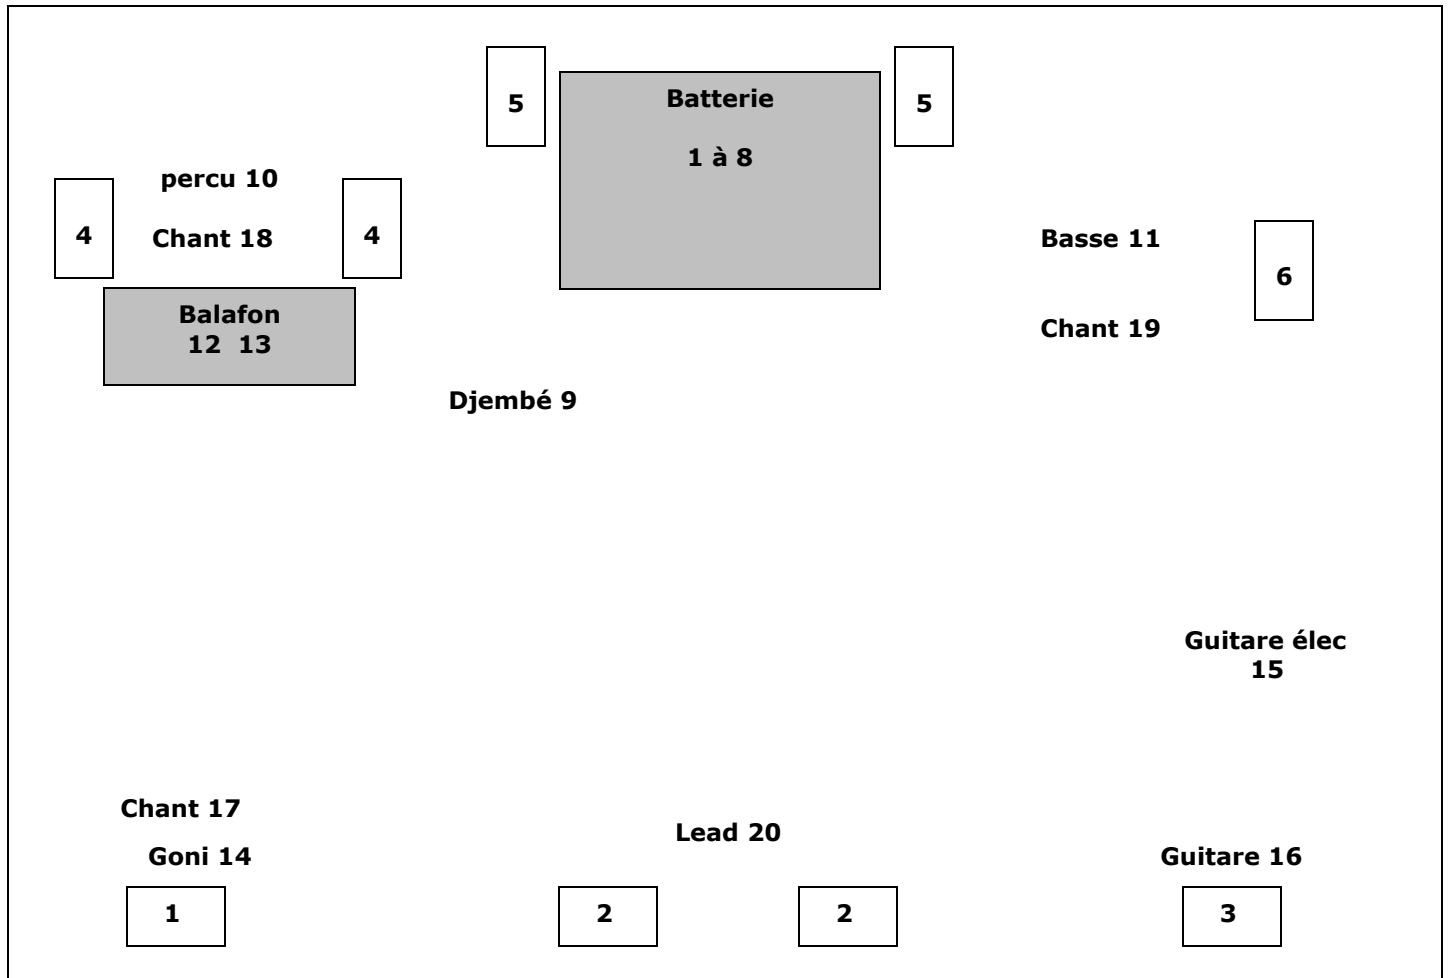 5
Batterie
5
1 à 8
percu 10
4
Chant 18
4
Basse 11
6
Balafon
12 13
Chant 19
Djembé 9
Guitare élec
15
Chant 17
Lead 20
Goni 14
Guitare 16
1
2
2
3